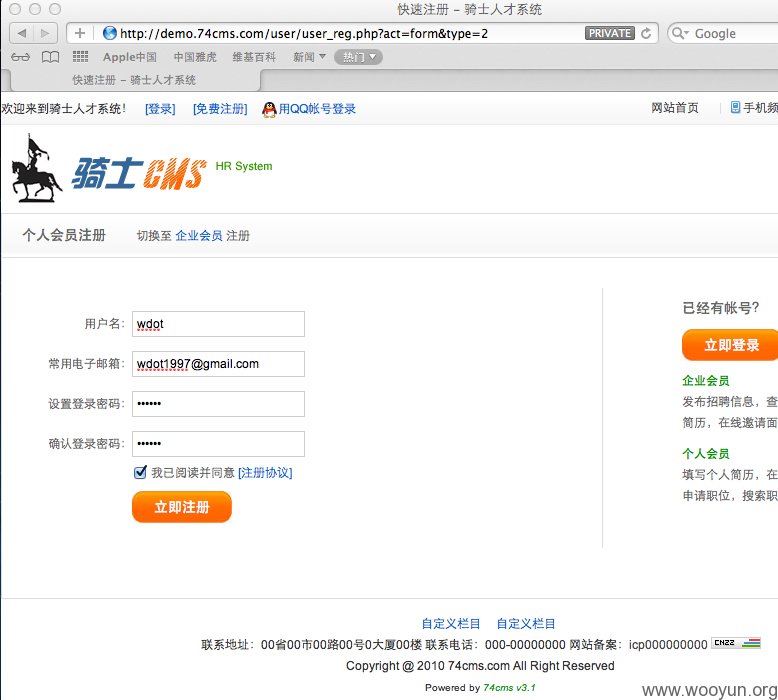 快速注册 – 骑士人才系统
http://demo.74cms.com/user/user_reg.php?act=form&type=2 PRIVATE Google
Apple中国 中国雅虎 维基百科 新闻 热门
快速注册 – 骑士人才系统
欢迎来到骑士人才系统! [登录] [免费注册] 用QQ帐号登录 网站首页 手机频
骑士CMS HR System
个人会员注册 切换至 企业会员 注册
用户名: wdot
常用电子邮箱: wdot1997@gmail.com
设置登录密码: ••••••
确认登录密码: ••••••
我已阅读并同意 [注册协议]
立即注册
已经有帐号?
立即登录
企业会员
发布招聘信息，查
简历，在线邀请面
个人会员
填写个人简历，在
申请职位，搜索职
自定义栏目 自定义栏目
联系地址：00省00市00路00号0大厦00楼 联系电话：000-00000000 网站备案：icp000000000 CNZZ
Copyright @ 2010 74cms.com All Right Reserved
Powered by 74cms v3.1
www.wooyun.org